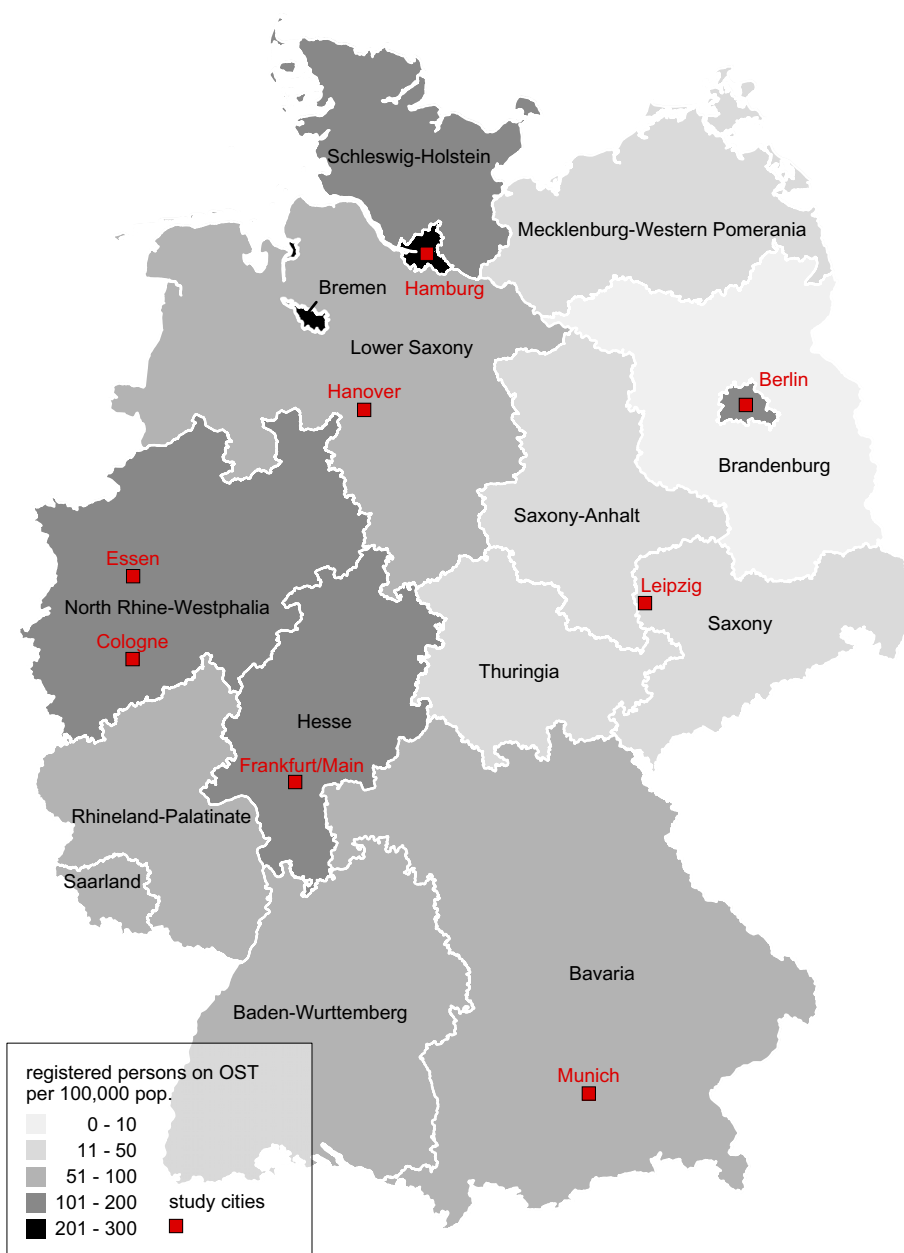 Schleswig-Holstein
Mecklenburg-Western Pomerania
Hamburg
Bremen
Lower Saxony
Hanover
Berlin
Brandenburg
Saxony-Anhalt
Essen
North Rhine-Westphalia
Leipzig
Saxony
Cologne
Thuringia
Hesse
Frankfurt/Main
Rhineland-Palatinate
Saarland
Bavaria
Baden-Wurttemberg
Munich
registered persons on OST
per 100,000 pop.
0 - 10
11 - 50
51 - 100
101 - 200
201 - 300
study cities